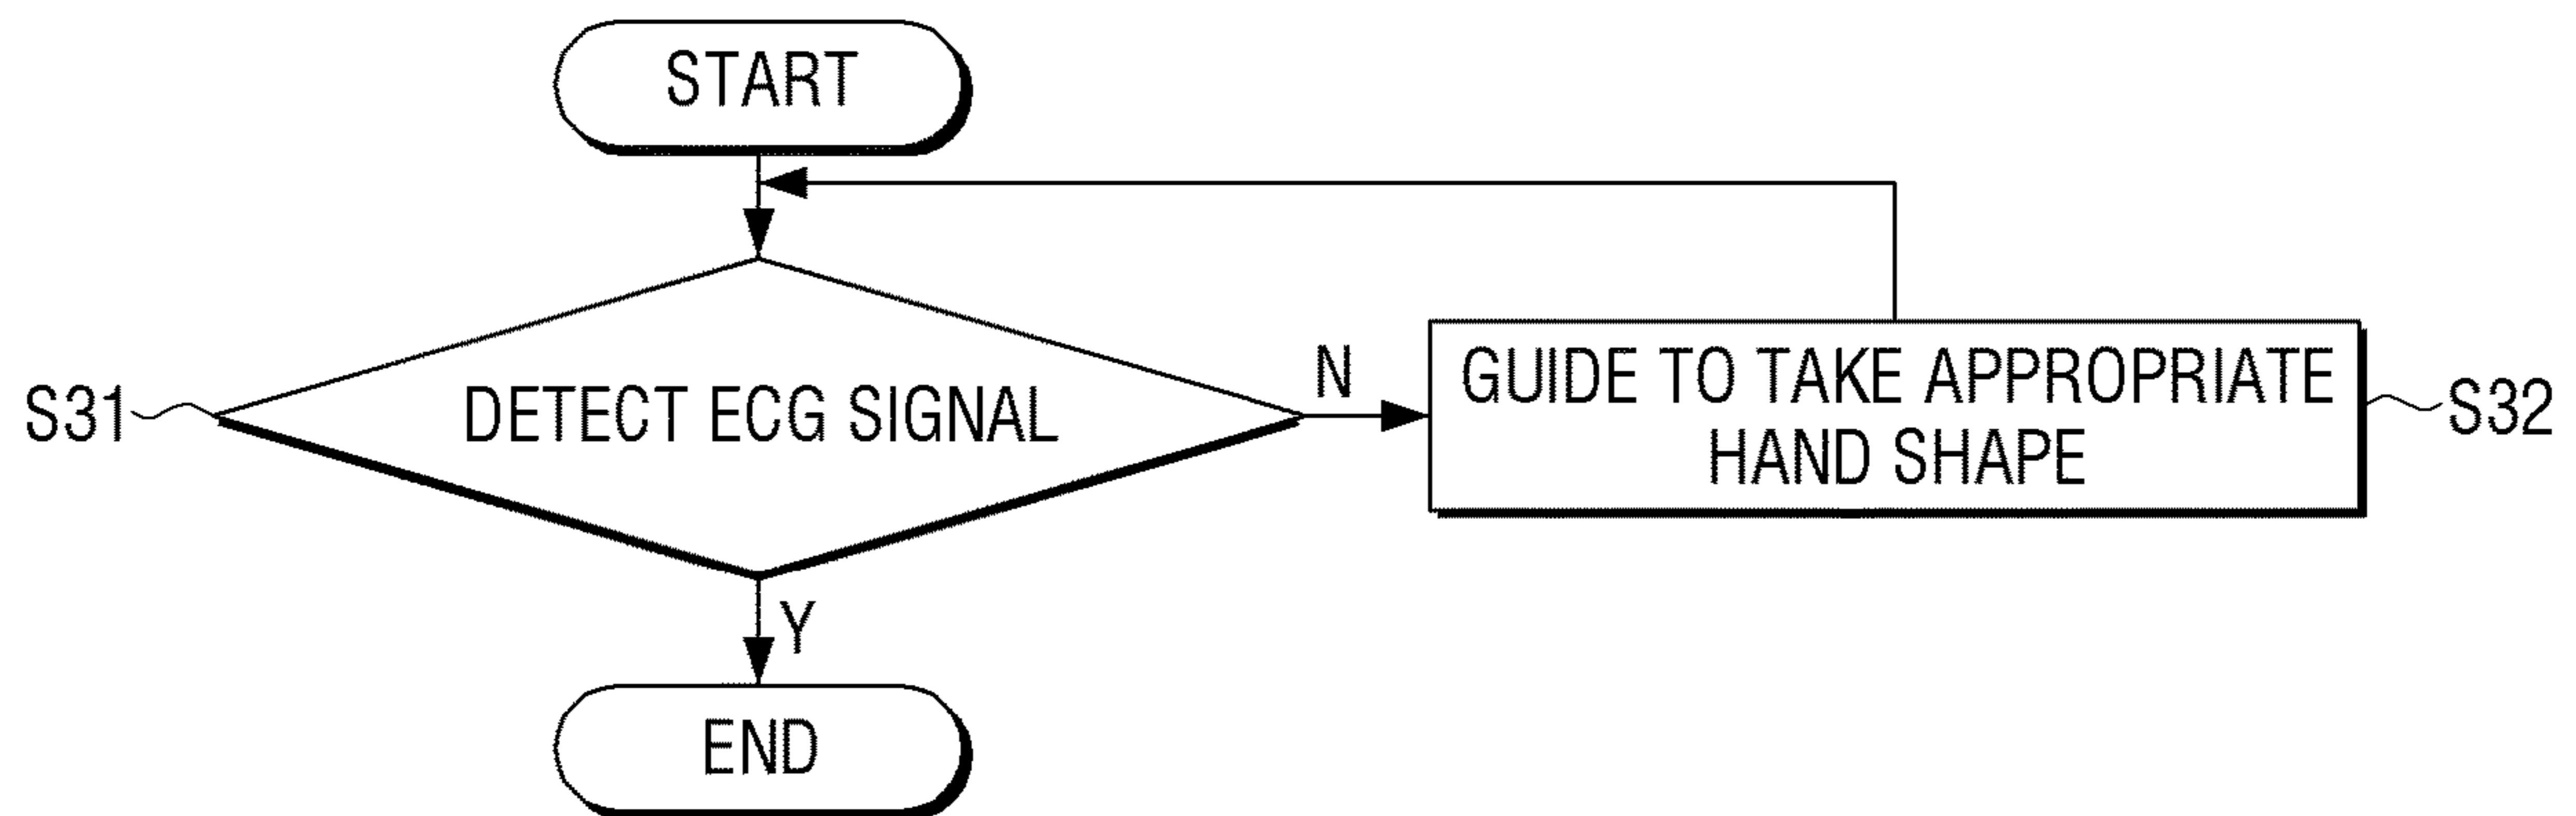 START
S31
DETECT ECG SIGNAL
N
GUIDE TO TAKE APPROPRIATE
HAND SHAPE
S32
Y
END